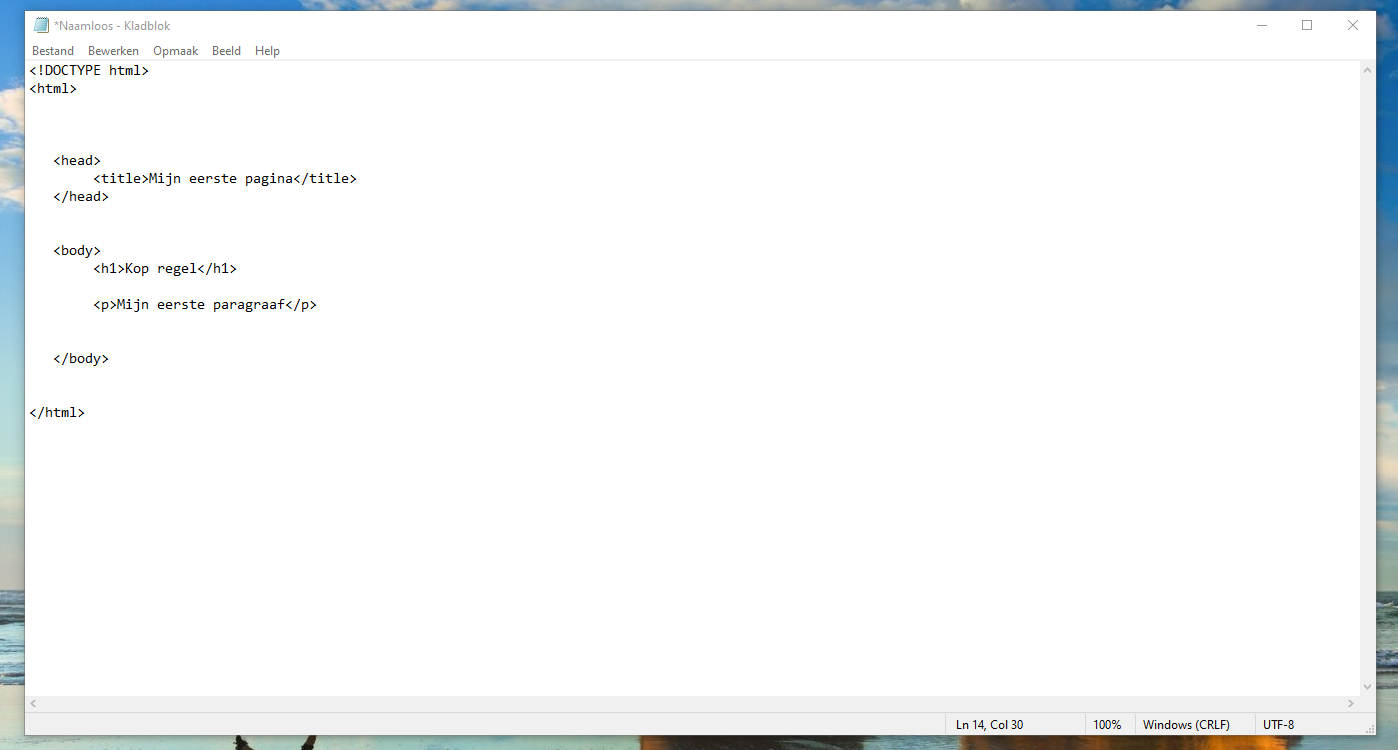 *Naamloos - Kladblok
Bestand Bewerken Opmaak Beeld Help
<!DOCTYPE html>
<html>
<head>
<title>Mijn eerste pagina</title>
</head>
<body>
<h1>Kop regel</h1>
<p>Mijn eerste paragraaf</p>
</body>
</html>
Ln 14, Col 30 100% Windows (CRLF) UTF-8